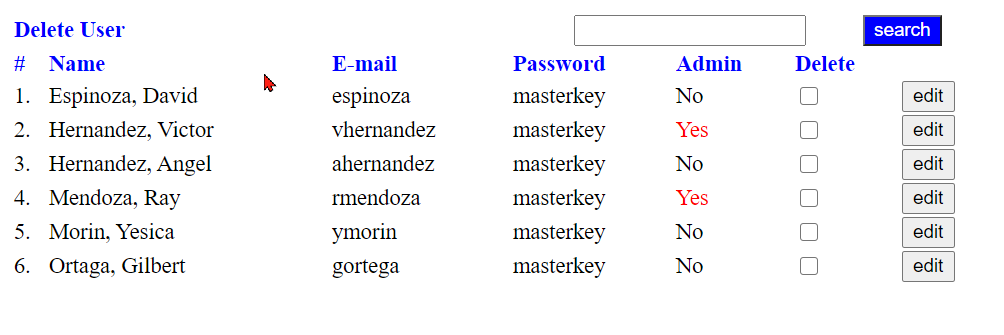 Delete User search
# Name E-mail Password Admin Delete
1. Espinoza, David espinoza masterkey No edit
2. Hernandez, Victor vhernandez masterkey Yes edit
3. Hernandez, Angel ahernandez masterkey No edit
4. Mendoza, Ray rmendoza masterkey Yes edit
5. Morin, Yesica ymorin masterkey No edit
6. Ortaga, Gilbert gortega masterkey No edit